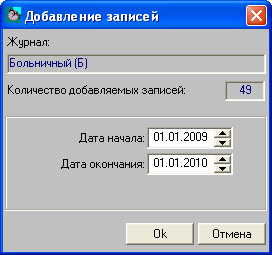 Добавление записей
Журнал:
Больничный (Б)
Количество добавляемых записей: 49
Дата начала: 01.01.2009
Дата окончания: 01.01.2010
Ok Отмена